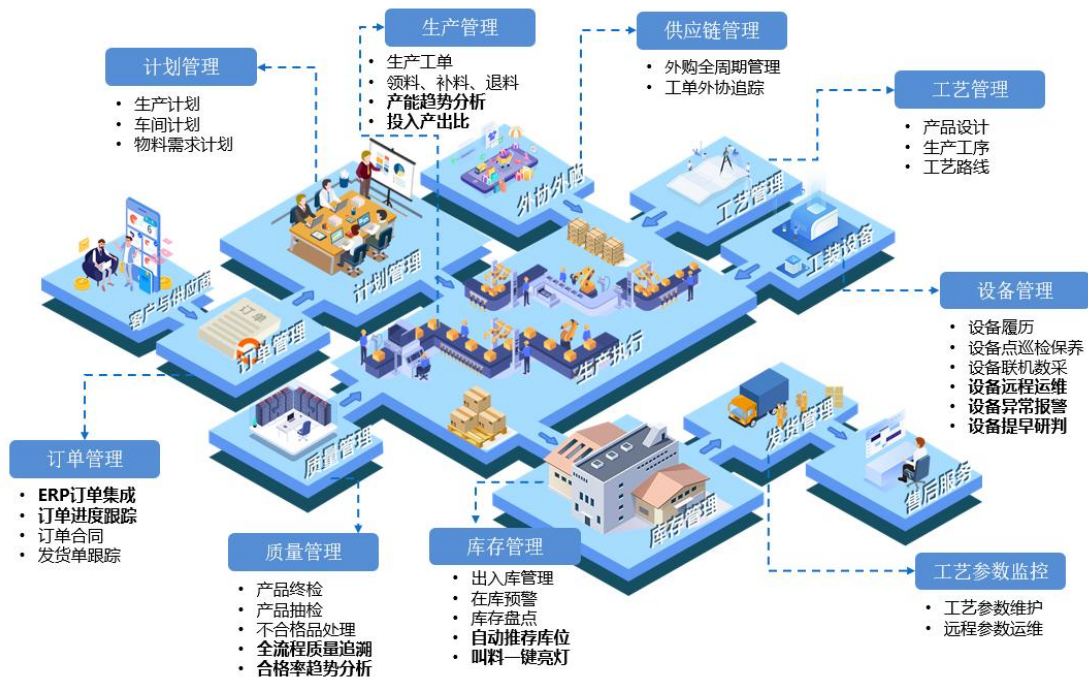 生产管理
• 生产工单
• 领料、补料、退料
• 产能趋势分析
• 投入产出比
供应链管理
• 外购全周期管理
• 工单外协追踪
计划管理
• 生产计划
• 车间计划
• 物料需求计划
工艺管理
• 产品设计
• 生产工序
• 工艺路线
外协外购
工艺管理
工装设备
计划管理
客户与供应商
订单
订单管理
生产执行
设备管理
• 设备履历
• 设备点巡检保养
• 设备联机数采
• 设备远程运维
• 设备异常报警
• 设备提早研判
质量管理
发货管理
售后服务
库存管理
订单管理
• ERP订单集成
• 订单进度跟踪
• 订单合同
• 发货单跟踪
质量管理
• 产品终检
• 产品抽检
• 不合格品处理
• 全流程质量追溯
• 合格率趋势分析
库存管理
• 出入库管理
• 在库预警
• 库存盘点
• 自动推荐库位
• 叫料一键亮灯
工艺参数监控
• 工艺参数维护
• 远程参数运维